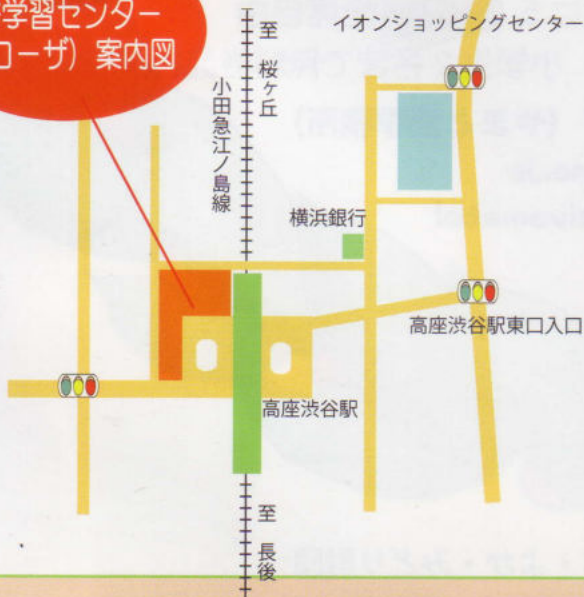 学習センター
コーザ）案内図
至 桜ヶ丘
イオンショッピングセンター
小田急江ノ島線
横浜銀行
高座渋谷駅東口入口
高座渋谷駅
至 長後